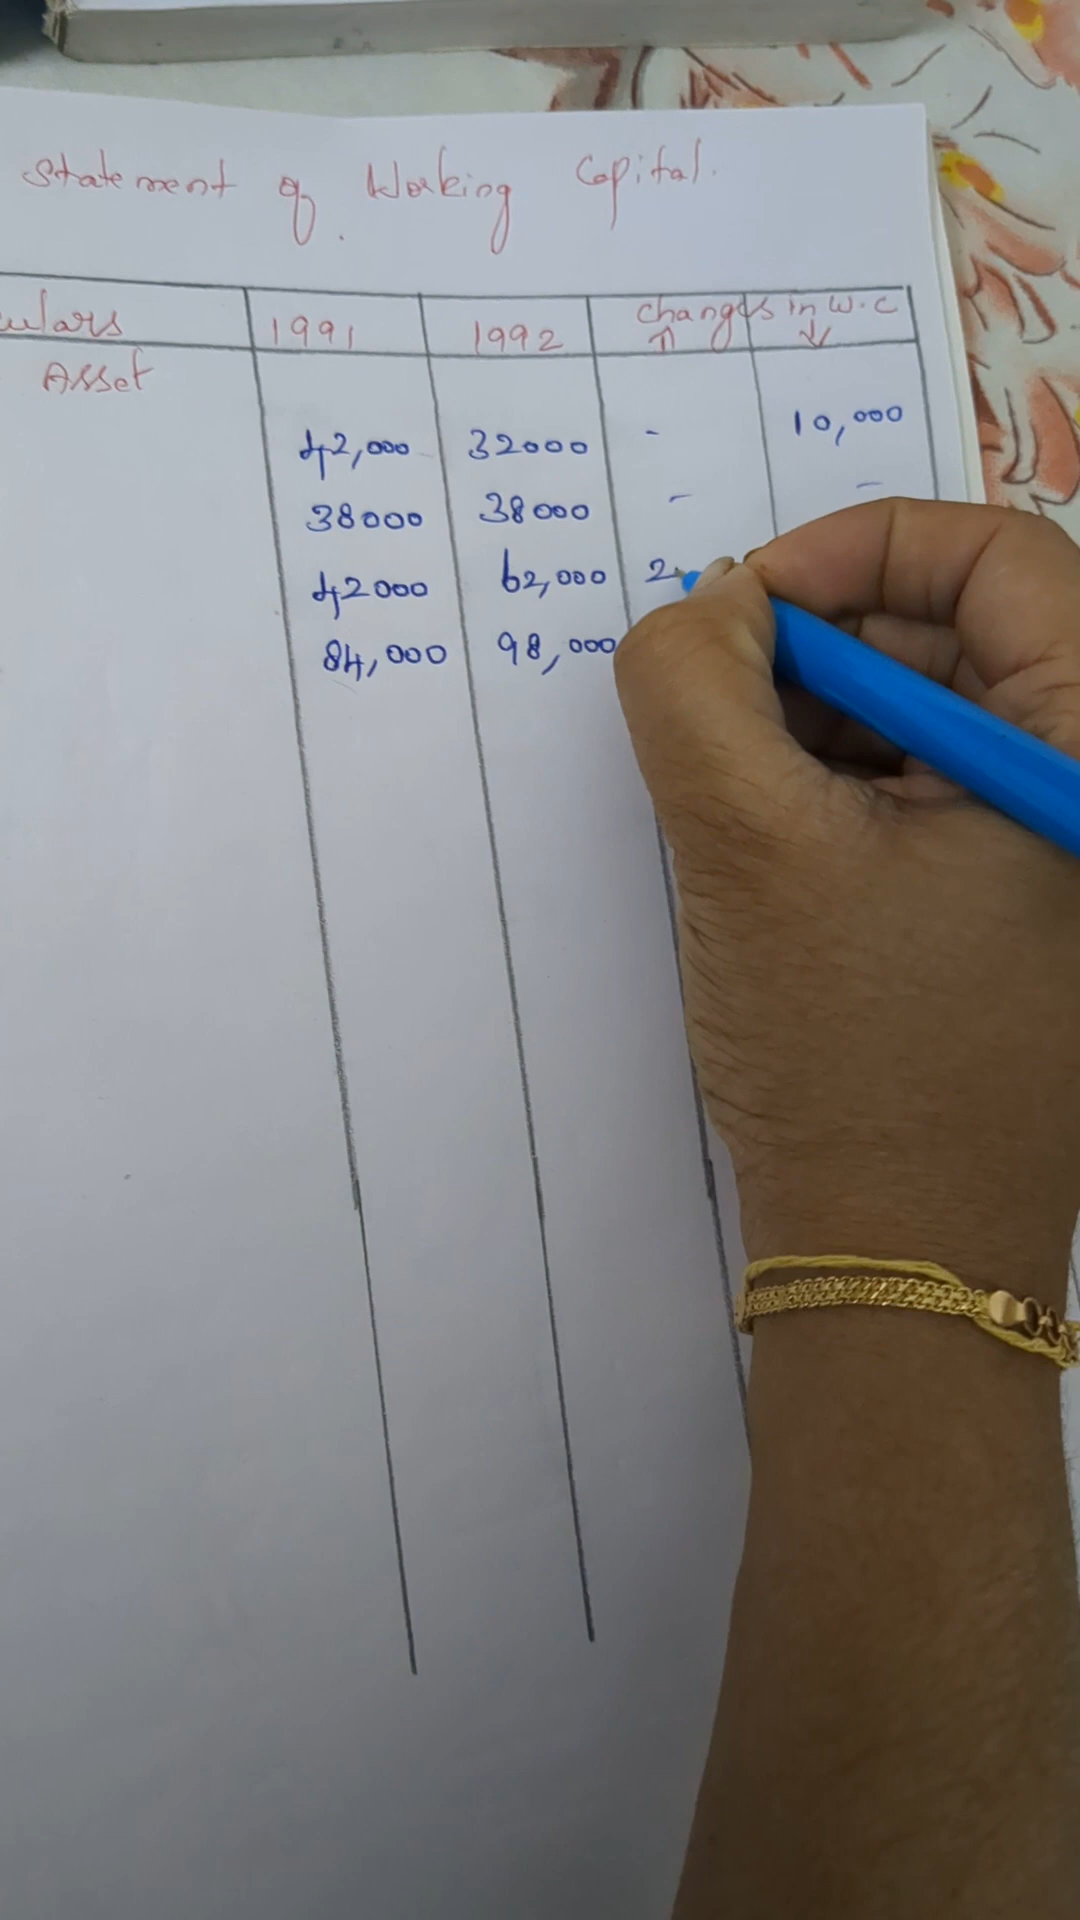 Statement of Working Capital.
ulars 1991 1992 Changes in W.C
↑ ↓
Asset
42,000 32000 - 10,000
38000 38000 - -
42000 62,000 2
84,000 98,000